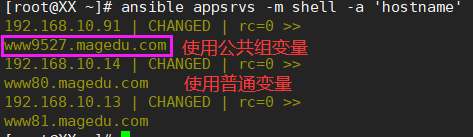 [root@XX ~]# ansible appsrvs -m shell -a 'hostname'
192.168.10.91 | CHANGED | rc=0 >>
www9527.magedu.com 使用公共组变量
192.168.10.14 | CHANGED | rc=0 >>
www80.magedu.com 使用普通变量
192.168.10.13 | CHANGED | rc=0 >>
www81.magedu.com
[root@XX ~]#